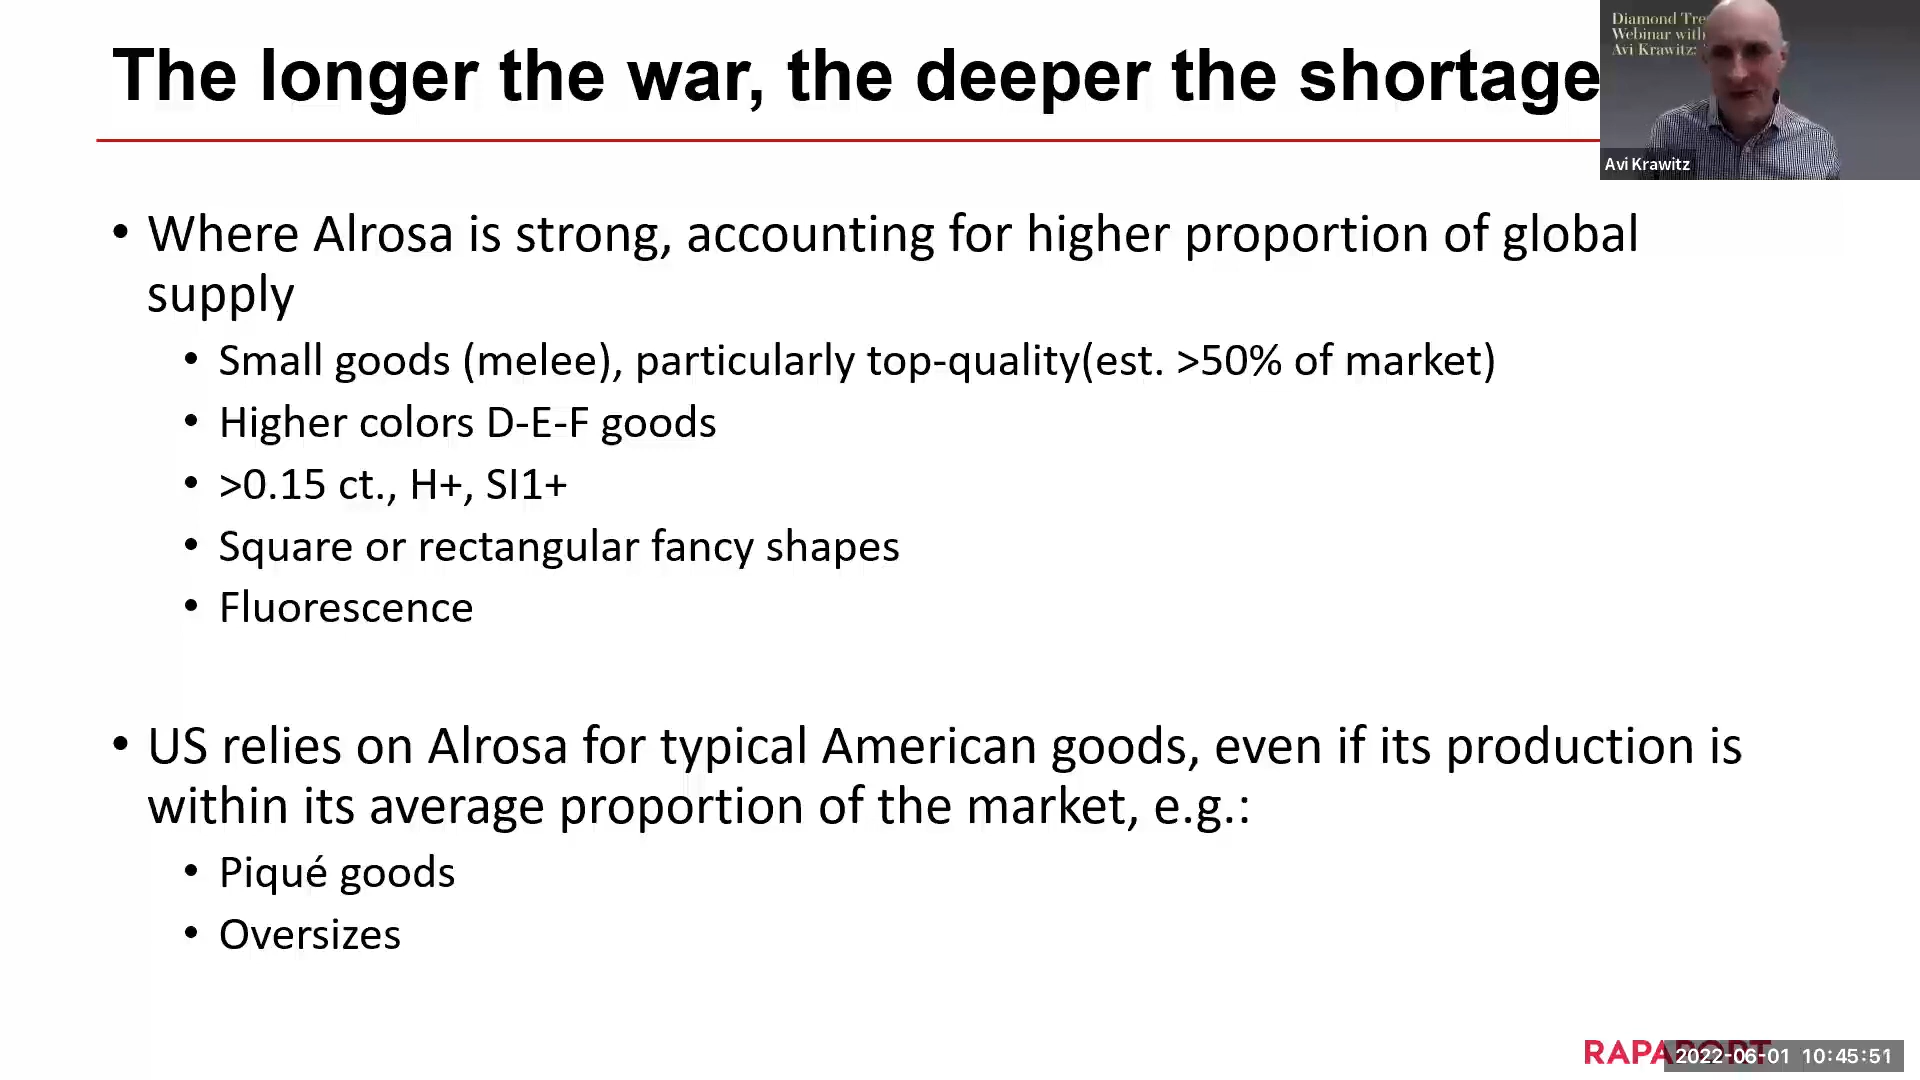 The longer the war, the deeper the shortage
Diamond Tre
Webinar with
Avi Krawitz:
Avi Krawitz
• Where Alrosa is strong, accounting for higher proportion of global
supply
• Small goods (melee), particularly top-quality(est. >50% of market)
• Higher colors D-E-F goods
• >0.15 ct., H+, SI1+
• Square or rectangular fancy shapes
• Fluorescence
• US relies on Alrosa for typical American goods, even if its production is
within its average proportion of the market, e.g.:
• Piqué goods
• Oversizes
RAPAPORT
2022-06-01 10:45:51